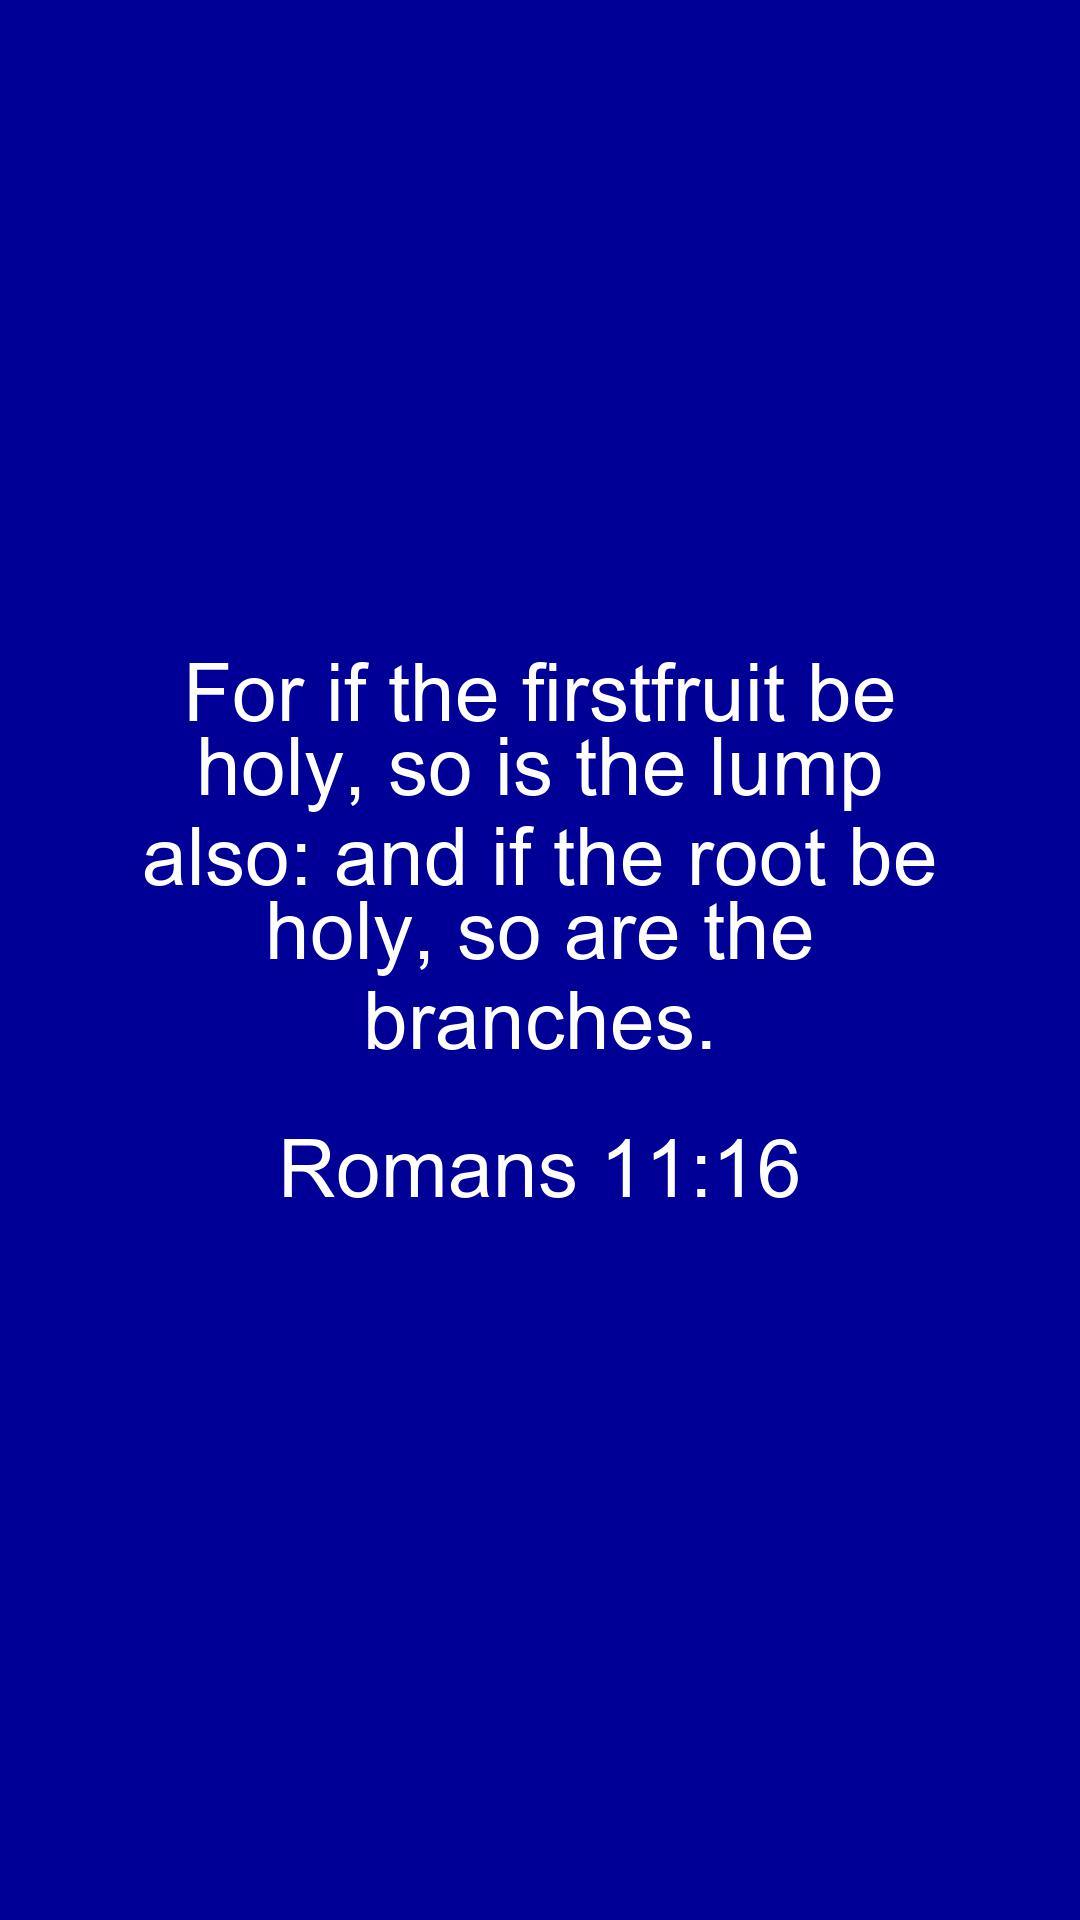 For if the firstfruit be
holy, so is the lump
also: and if the root be
holy, so are the
branches.
Romans 11:16